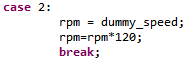 case 2:
rpm = dummy_speed;
rpm=rpm*120;
break;